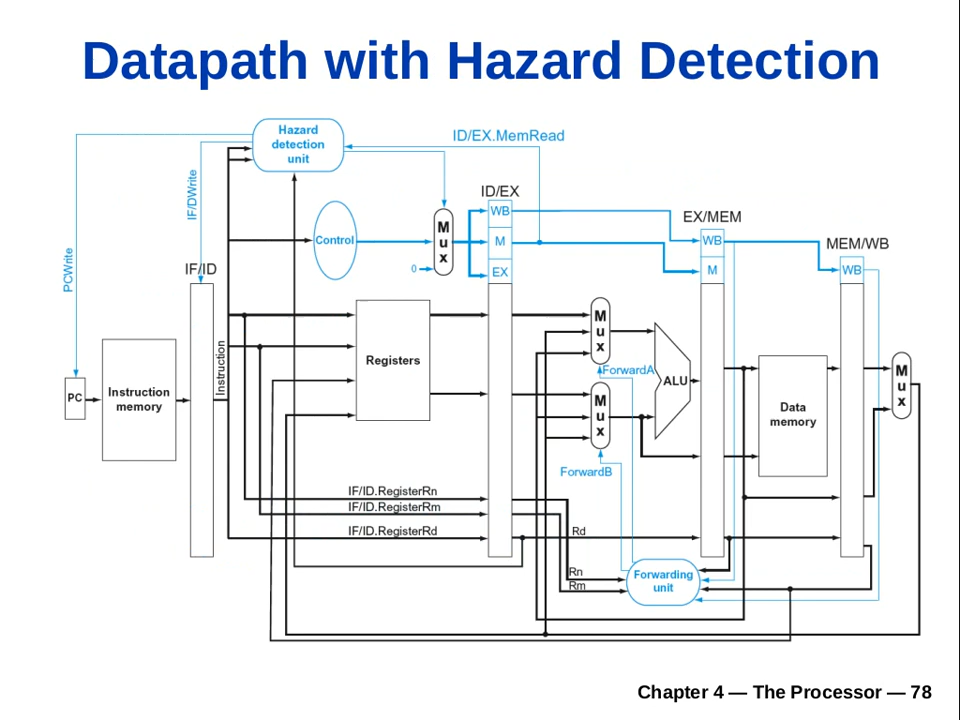 Datapath with Hazard Detection
Hazard
detection
unit
ID/EX.MemRead
IF/DWrite
PCWrite
ID/EX
WB
M
EX
EX/MEM
WB
M
MEM/WB
WB
Control
M
u
x
0
IF/ID
Instruction
PC
Instruction
memory
Registers
M
u
x
ForwardA
M
u
x
ForwardB
ALU
Data
memory
M
u
x
IF/ID.RegisterRn
IF/ID.RegisterRm
IF/ID.RegisterRd
Rd
Rn
Rm
Forwarding
unit
Chapter 4 — The Processor — 78